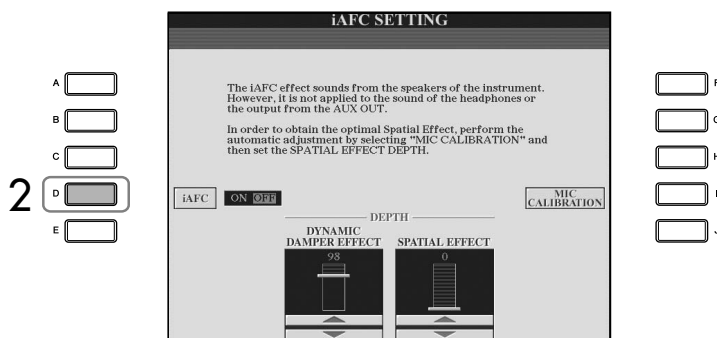 iAFC SETTING
The iAFC effect sounds from the speakers of the instrument.
However, it is not applied to the sound of the headphones or
the output from the AUX OUT.
In order to obtain the optimal Spatial Effect, perform the
automatic adjustment by selecting “MIC CALIBRATION” and
then set the SPATIAL EFFECT DEPTH.
A
B
C
2 D
E
iAFC ON OFF
MIC
CALIBRATION
DEPTH
DYNAMIC
DAMPER EFFECT
98
SPATIAL EFFECT
0